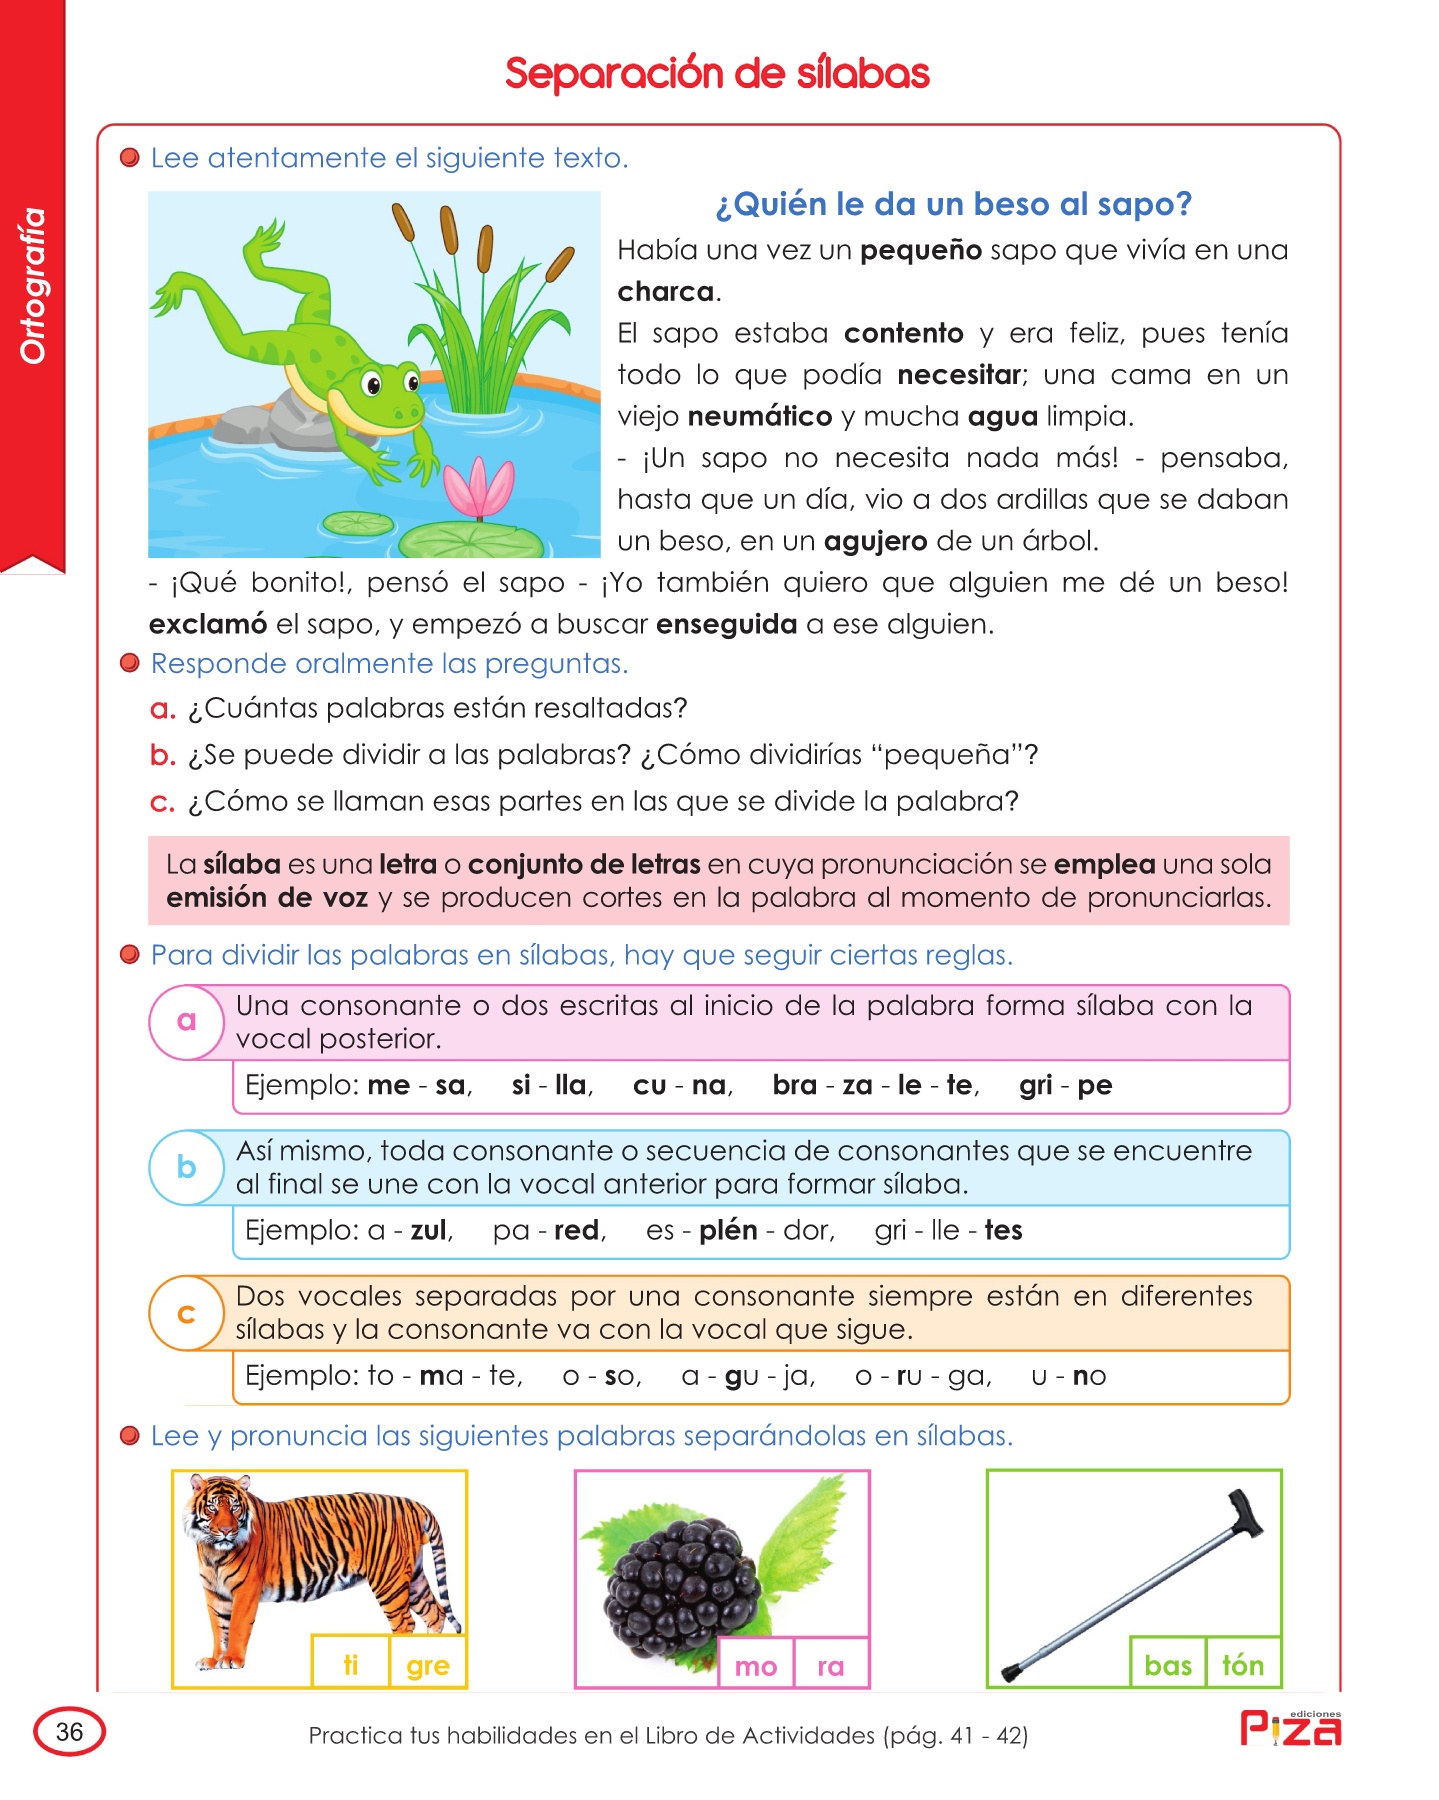 Separación de sílabas
Ortografía
Lee atentamente el siguiente texto.
¿Quién le da un beso al sapo?
Había una vez un pequeño sapo que vivía en una
charca.
El sapo estaba contento y era feliz, pues tenía
todo lo que podía necesitar; una cama en un
viejo neumático y mucha agua limpia.
- ¡Un sapo no necesita nada más! - pensaba,
hasta que un día, vio a dos ardillas que se daban
un beso, en un agujero de un árbol.
- ¡Qué bonito!, pensó el sapo - ¡Yo también quiero que alguien me dé un beso!
exclamó el sapo, y empezó a buscar enseguida a ese alguien.
Responde oralmente las preguntas.
a. ¿Cuántas palabras están resaltadas?
b. ¿Se puede dividir a las palabras? ¿Cómo dividirías “pequeña”?
c. ¿Cómo se llaman esas partes en las que se divide la palabra?
La sílaba es una letra o conjunto de letras en cuya pronunciación se emplea una sola
emisión de voz y se producen cortes en la palabra al momento de pronunciarlas.
Para dividir las palabras en sílabas, hay que seguir ciertas reglas.
a
Una consonante o dos escritas al inicio de la palabra forma sílaba con la
vocal posterior.
Ejemplo: me - sa, si - lla, cu - na, bra - za - le - te, gri - pe
b
Así mismo, toda consonante o secuencia de consonantes que se encuentre
al final se une con la vocal anterior para formar sílaba.
Ejemplo: a - zul, pa - red, es - plén - dor, gri - lle - tes
c
Dos vocales separadas por una consonante siempre están en diferentes
sílabas y la consonante va con la vocal que sigue.
Ejemplo: to - ma - te, o - so, a - gu - ja, o - ru - ga, u - no
Lee y pronuncia las siguientes palabras separándolas en sílabas.
ti gre
mo ra
bas tón
36
Practica tus habilidades en el Libro de Actividades (pág. 41 - 42)
ediciones
PiZA